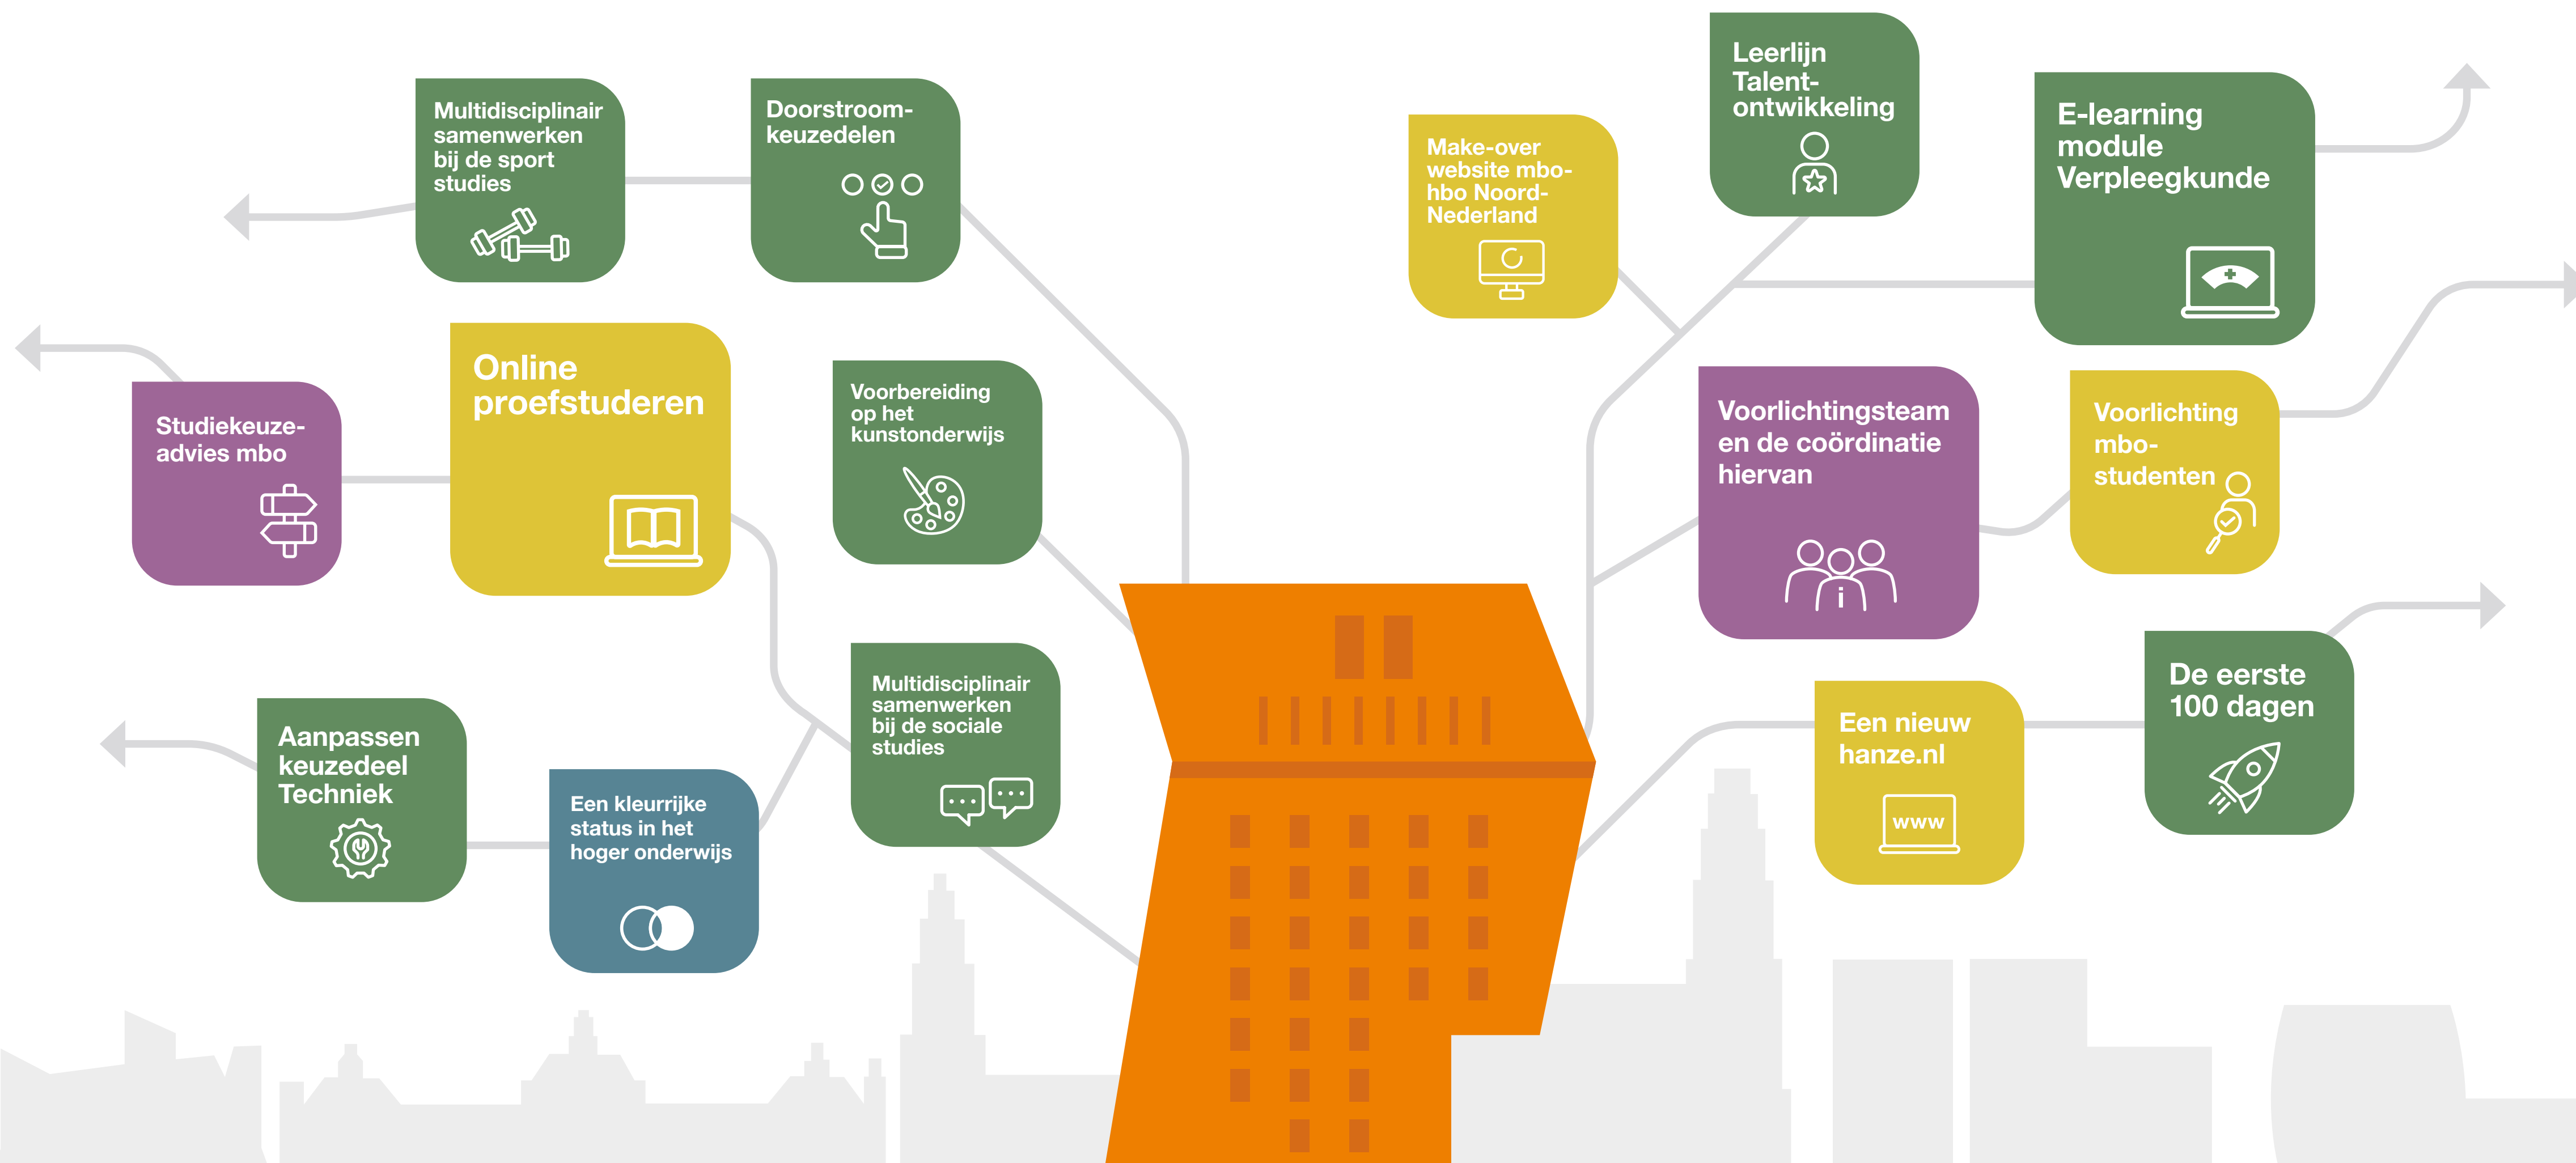 Multidisciplinair
samenwerken
bij de sport
studies
Doorstroom-
keuzedelen
Studiekeuze-
advies mbo
Online
proefstuderen
Voorbereiding
op het
kunstonderwijs
Multidisciplinair
samenwerken
bij de sociale
studies
Aanpassen
keuzedeel
Techniek
Een kleurrijke
status in het
hoger onderwijs
Make-over
website mbo-
hbo Noord-
Nederland
Leerlijn
Talent-
ontwikkeling
E-learning
module
Verpleegkunde
Voorlichtingsteam
en de coördinatie
hiervan
i
Voorlichting
mbo-
studenten
Een nieuw
hanze.nl
www
De eerste
100 dagen